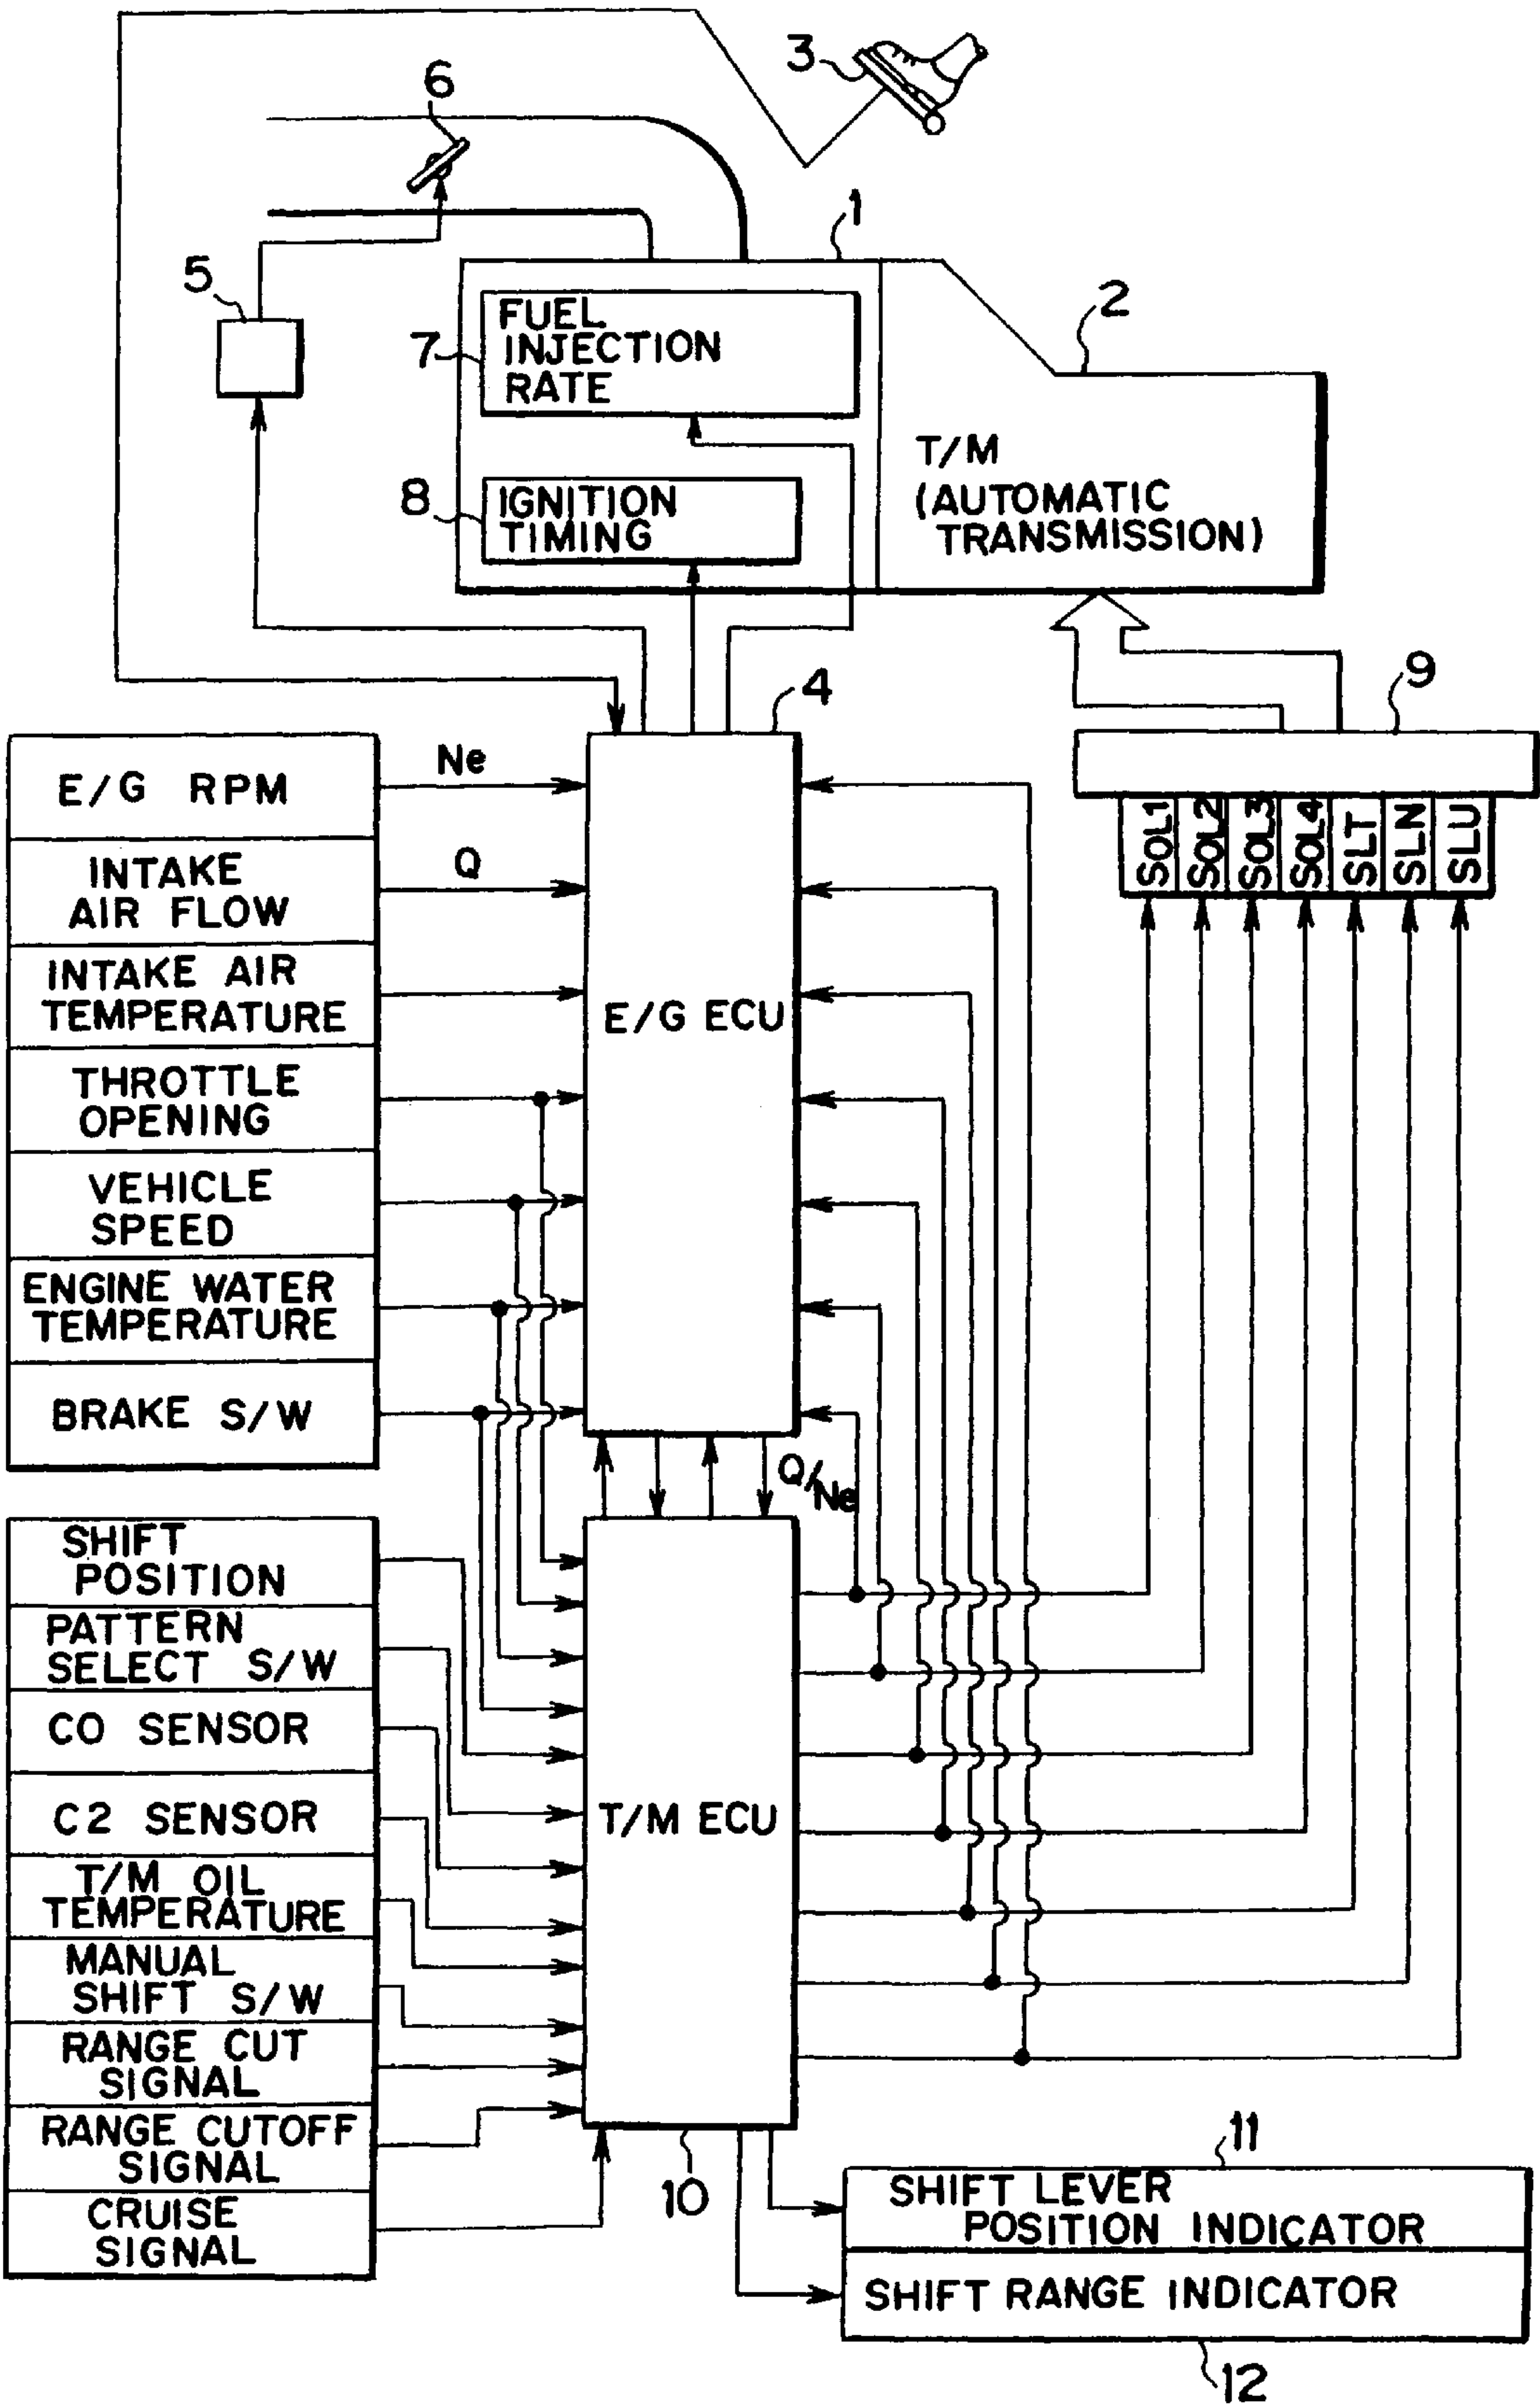 3
6
1
5
2
FUEL
INJECTION
RATE
7
T/M
(AUTOMATIC
TRANSMISSION)
8
IGNITION
TIMING
4
9
E/G RPM
Ne
INTAKE
AIR FLOW
Q
INTAKE AIR
TEMPERATURE
THROTTLE
OPENING
VEHICLE
SPEED
ENGINE WATER
TEMPERATURE
BRAKE S/W
E/G ECU
SOL1
SOL2
SOL3
SOL4
SLT
SLN
SLU
Q/Ne
SHIFT
POSITION
PATTERN
SELECT S/W
CO SENSOR
C2 SENSOR
T/M OIL
TEMPERATURE
MANUAL
SHIFT S/W
RANGE CUT
SIGNAL
RANGE CUTOFF
SIGNAL
CRUISE
SIGNAL
T/M ECU
10
11
SHIFT LEVER
POSITION INDICATOR
SHIFT RANGE INDICATOR
12